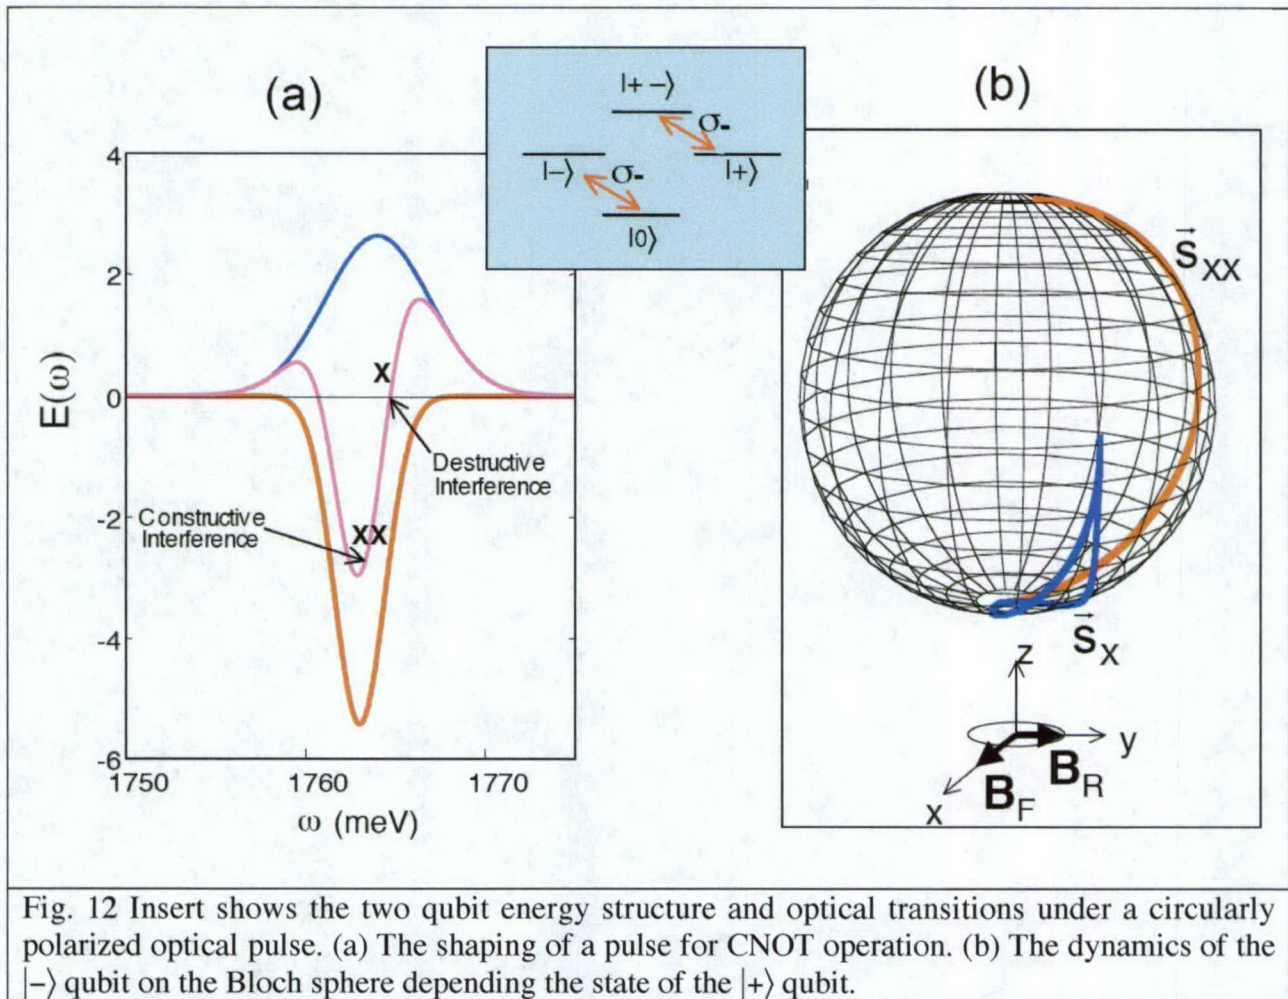 (a)
(b)
|+ –⟩
σ-
|–⟩
σ-
|+⟩
|0⟩
4
2
0
-2
-4
-6
E(ω)
X
Destructive
Interference
Constructive
Interference
XX
1750
1760
1770
ω (meV)
S⃗XX
S⃗X
z
y
x
BF
BR
Fig. 12 Insert shows the two qubit energy structure and optical transitions under a circularly
polarized optical pulse. (a) The shaping of a pulse for CNOT operation. (b) The dynamics of the
|−⟩ qubit on the Bloch sphere depending the state of the |+⟩ qubit.